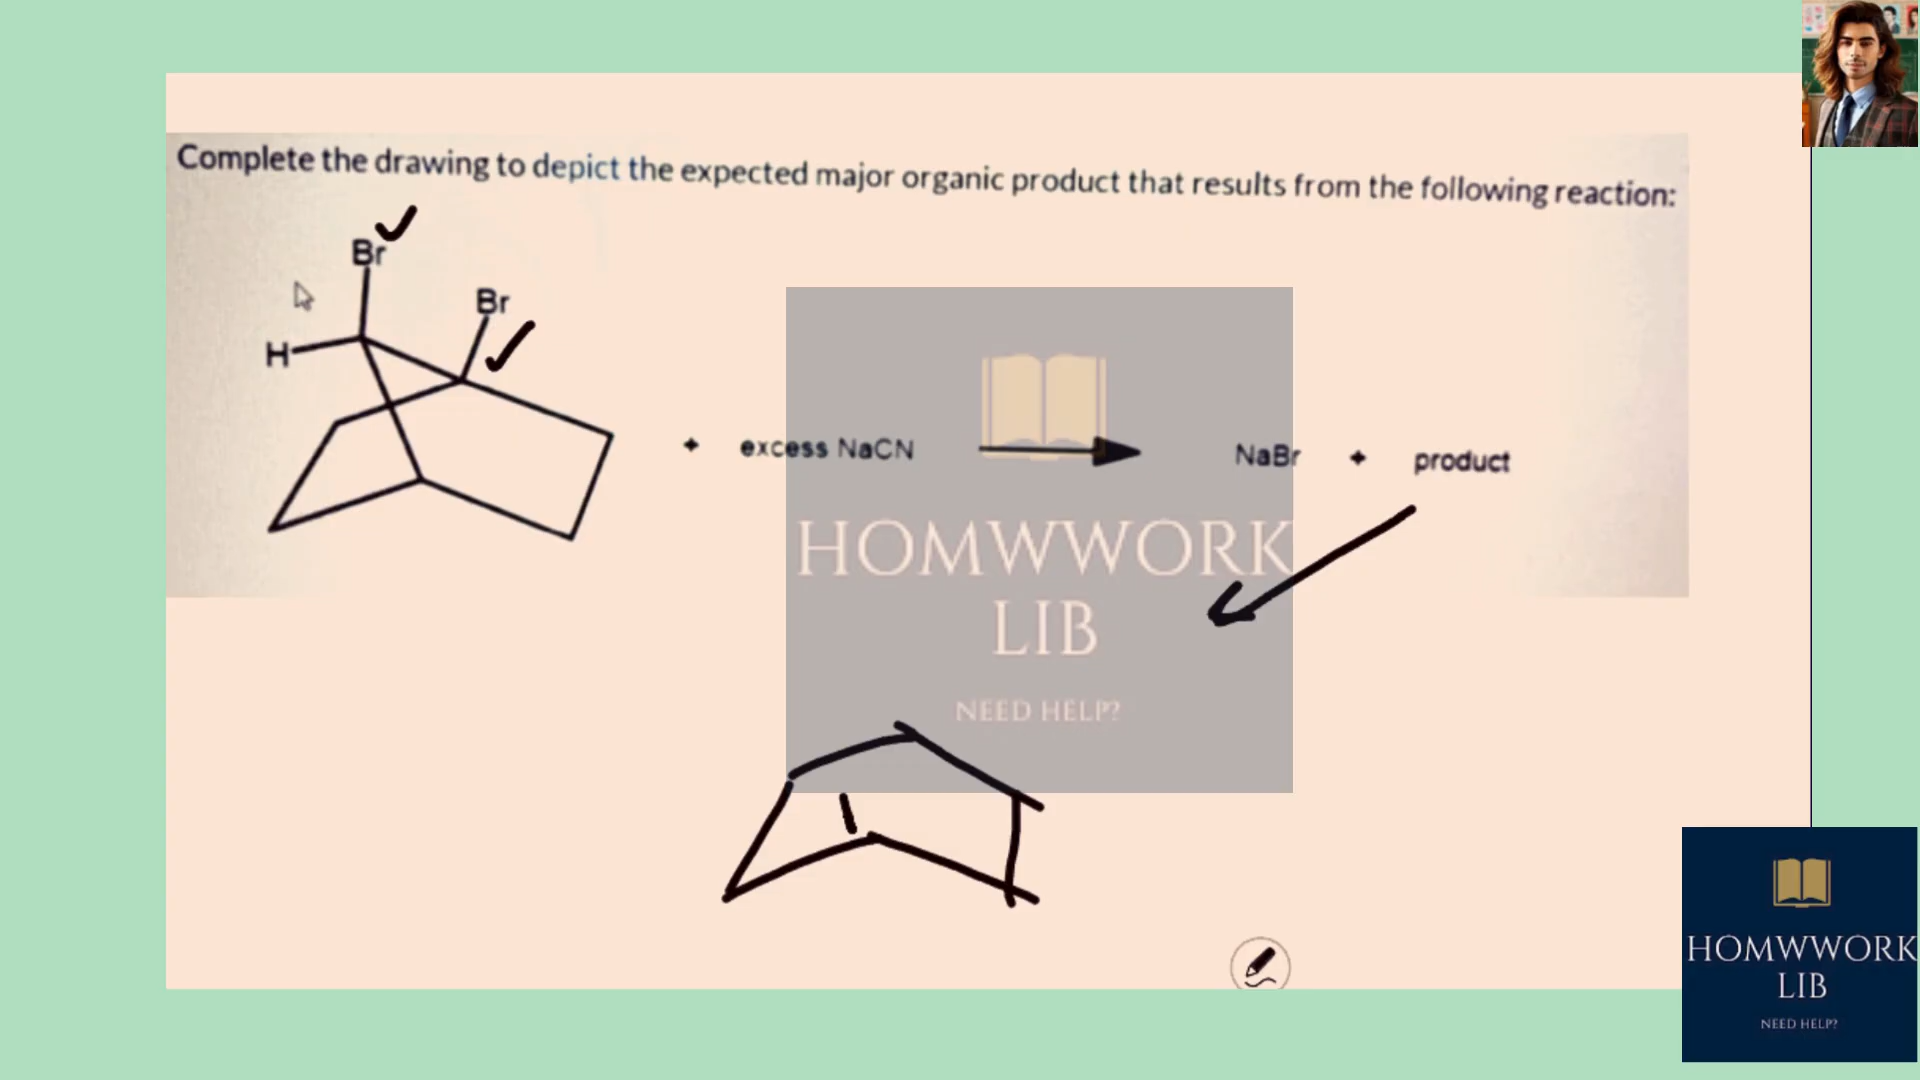 Complete the drawing to depict the expected major organic product that results from the following reaction:
Br
Br
H
+ excess NaCN NaBr + product
HOMWWORK
LIB
NEED HELP?
HOMWWORK
LIB
NEED HELP?